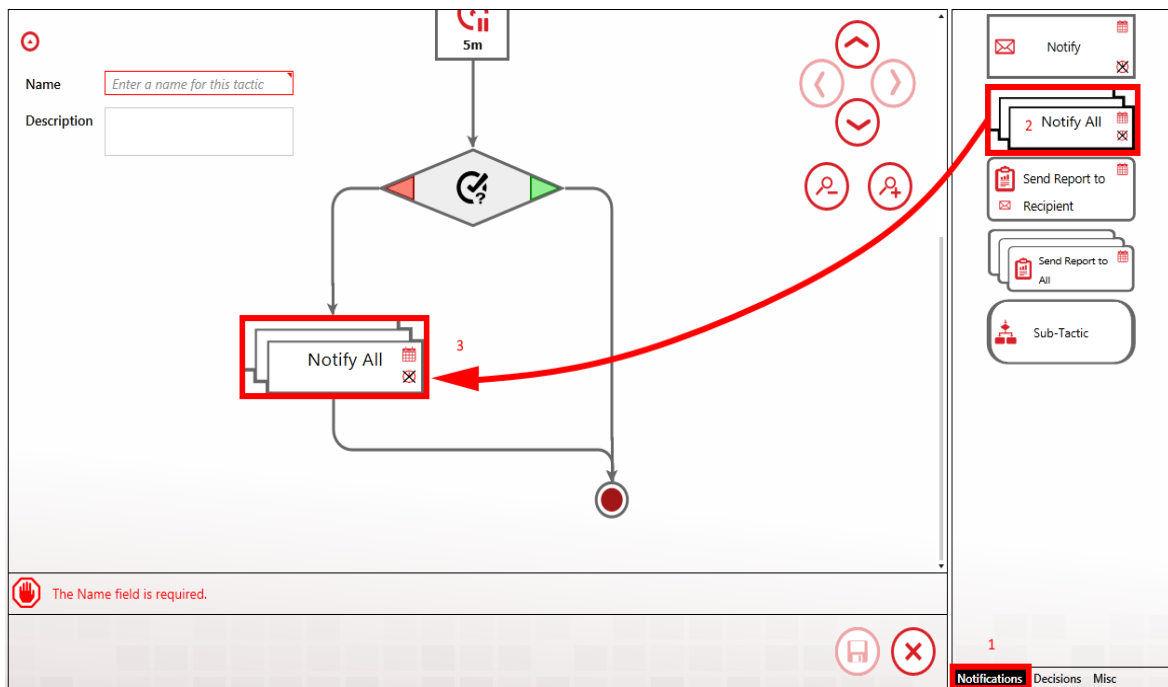 5m
Name
Enter a name for this tactic
Description
?
Notify All
3
The Name field is required.
Notify
2
Notify All
Send Report to
Recipient
Send Report to
All
Sub-Tactic
1
Notifications Decisions Misc